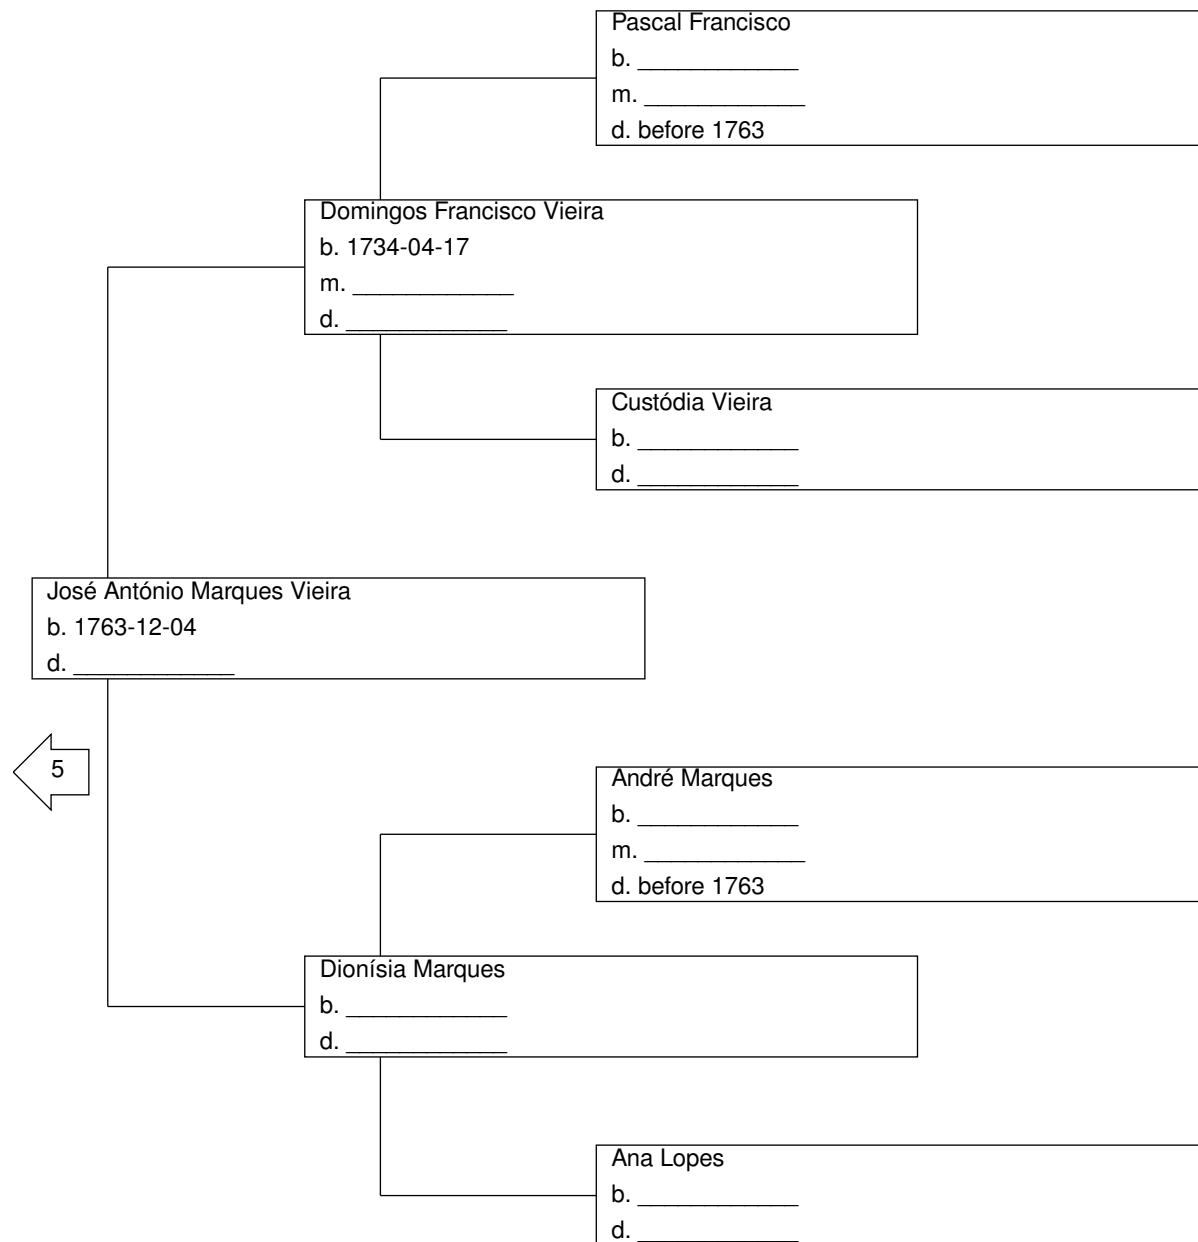 Pascal Francisco
b. ____________
m. ____________
d. before 1763
Domingos Francisco Vieira
b. 1734-04-17
m. ____________
d. ____________
Custódia Vieira
b. ____________
d. ____________
José António Marques Vieira
b. 1763-12-04
d. ____________
5
André Marques
b. ____________
m. ____________
d. before 1763
Dionísia Marques
b. ____________
d. ____________
Ana Lopes
b. ____________
d. ____________